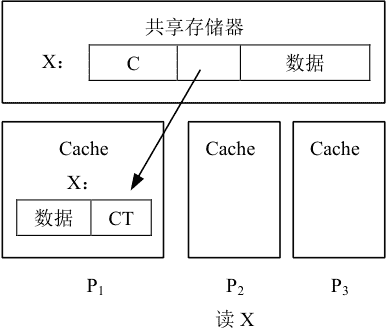 共享存储器
X： C 数据
Cache Cache Cache
X：
数据 CT
P₁ P₂ P₃
读 X